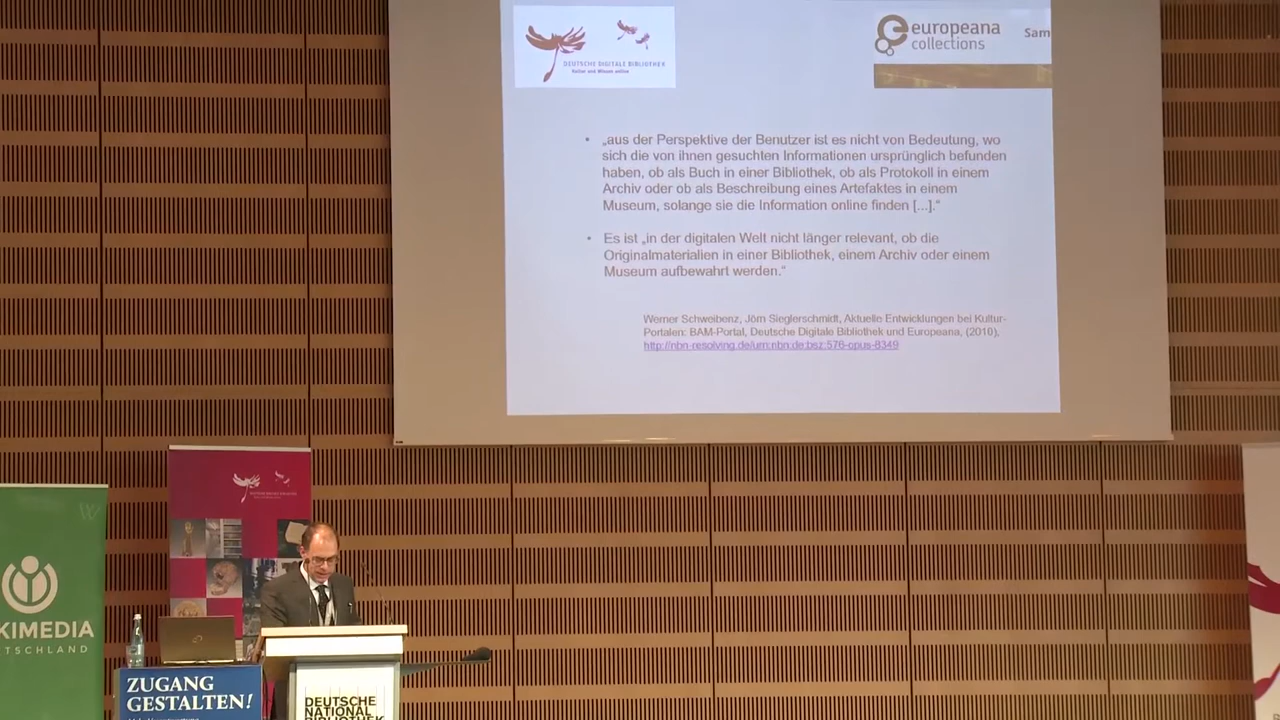 DEUTSCHE DIGITALE BIBLIOTHEK
Kultur und Wissen online
europeana
collections
Sam
• „aus der Perspektive der Benutzer ist es nicht von Bedeutung, wo
sich die von ihnen gesuchten Informationen ursprünglich befunden
haben, ob als Buch in einer Bibliothek, ob als Protokoll in einem
Archiv oder ob als Beschreibung eines Artefaktes in einem
Museum, solange sie die Information online finden [...].“
• Es ist „in der digitalen Welt nicht länger relevant, ob die
Originalmaterialien in einer Bibliothek, einem Archiv oder einem
Museum aufbewahrt werden.“
Werner Schweibenz, Jörn Sieglerschmidt, Aktuelle Entwicklungen bei Kultur-
Portalen: BAM-Portal, Deutsche Digitale Bibliothek und Europeana, (2010),
http://nbn-resolving.de/urn:nbn:de:bsz:576-opus-8349
KIMEDIA
TSCHLAND
ZUGANG
GESTALTEN!
DEUTSCHE
NATIONAL
BIBLIOTHEK